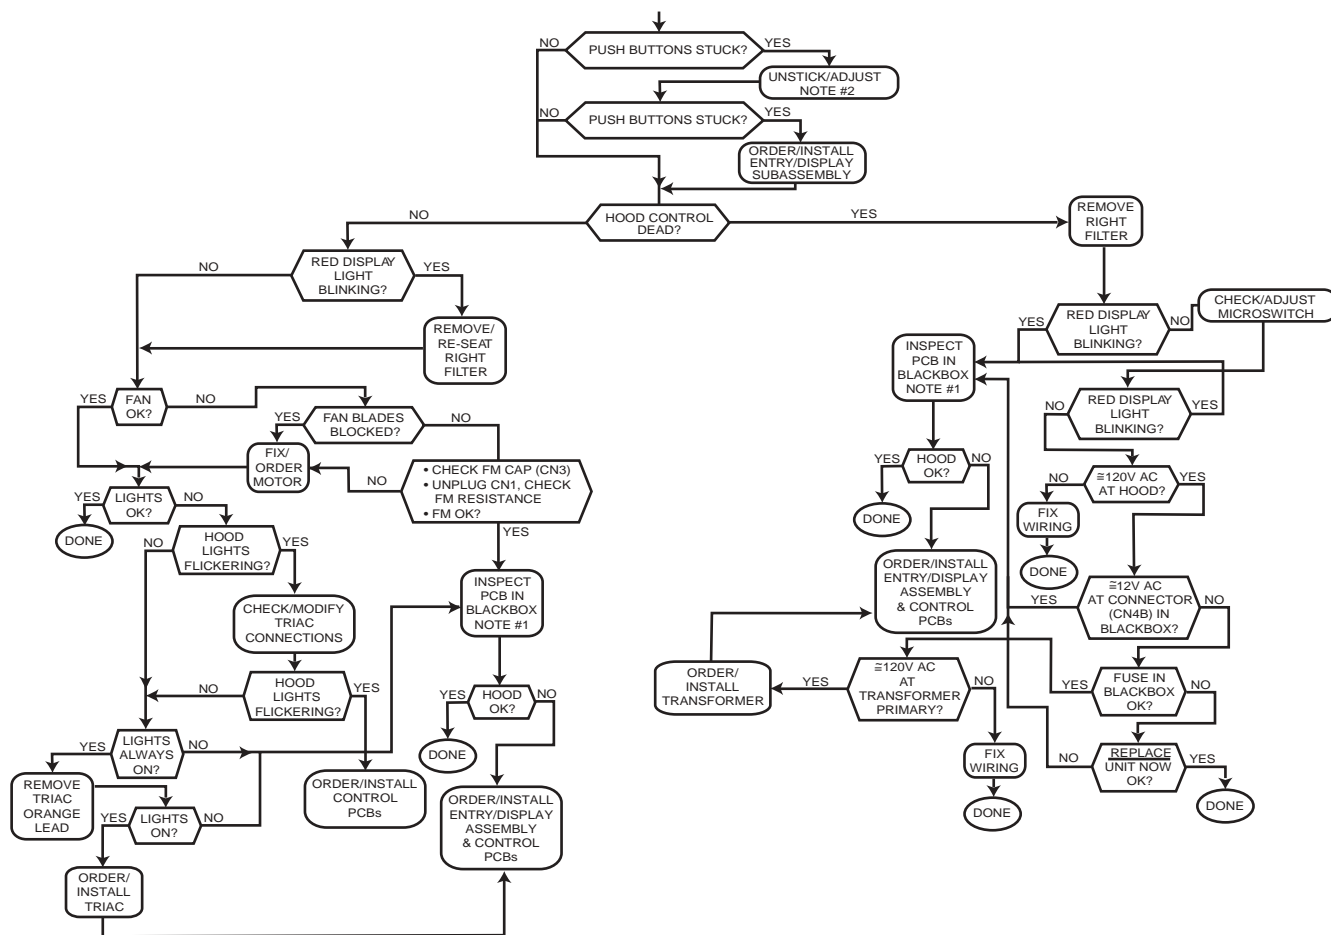 NO
PUSH BUTTONS STUCK?
YES
UNSTICK/ADJUST
NOTE #2
NO
PUSH BUTTONS STUCK?
YES
ORDER/INSTALL
ENTRY/DISPLAY
SUBASSEMBLY
NO
HOOD CONTROL
DEAD?
YES
REMOVE
RIGHT
FILTER
NO
RED DISPLAY
LIGHT
BLINKING?
YES
REMOVE/
RE-SEAT
RIGHT
FILTER
YES
RED DISPLAY
LIGHT
BLINKING?
NO
CHECK/ADJUST
MICROSWITCH
INSPECT
PCB IN
BLACKBOX
NOTE #1
NO
RED DISPLAY
LIGHT
BLINKING?
YES
YES
FAN
OK?
NO
YES
FAN BLADES
BLOCKED?
NO
FIX/
ORDER
MOTOR
NO
• CHECK FM CAP (CN3)
• UNPLUG CN1, CHECK
FM RESISTANCE
• FM OK?
YES
YES
HOOD
OK?
NO
DONE
NO
≅120V AC
AT HOOD?
YES
FIX
WIRING
DONE
YES
LIGHTS
OK?
NO
DONE
NO
HOOD
LIGHTS
FLICKERING?
YES
CHECK/MODIFY
TRIAC
CONNECTIONS
INSPECT
PCB IN
BLACKBOX
NOTE #1
ORDER/INSTALL
ENTRY/DISPLAY
ASSEMBLY
& CONTROL
PCBs
YES
≅12V AC
AT CONNECTOR
(CN4B) IN
BLACKBOX?
NO
NO
HOOD
LIGHTS
FLICKERING?
YES
YES
HOOD
OK?
NO
DONE
ORDER/
INSTALL
TRANSFORMER
YES
≅120V AC
AT
TRANSFORMER
PRIMARY?
NO
YES
FUSE IN
BLACKBOX
OK?
NO
YES
LIGHTS
ALWAYS
ON?
NO
FIX
WIRING
DONE
NO
REPLACE
UNIT NOW
OK?
YES
DONE
REMOVE
TRIAC
ORANGE
LEAD
YES
LIGHTS
ON?
NO
ORDER/INSTALL
CONTROL
PCBs
ORDER/INSTALL
ENTRY/DISPLAY
ASSEMBLY
& CONTROL
PCBs
ORDER/
INSTALL
TRIAC